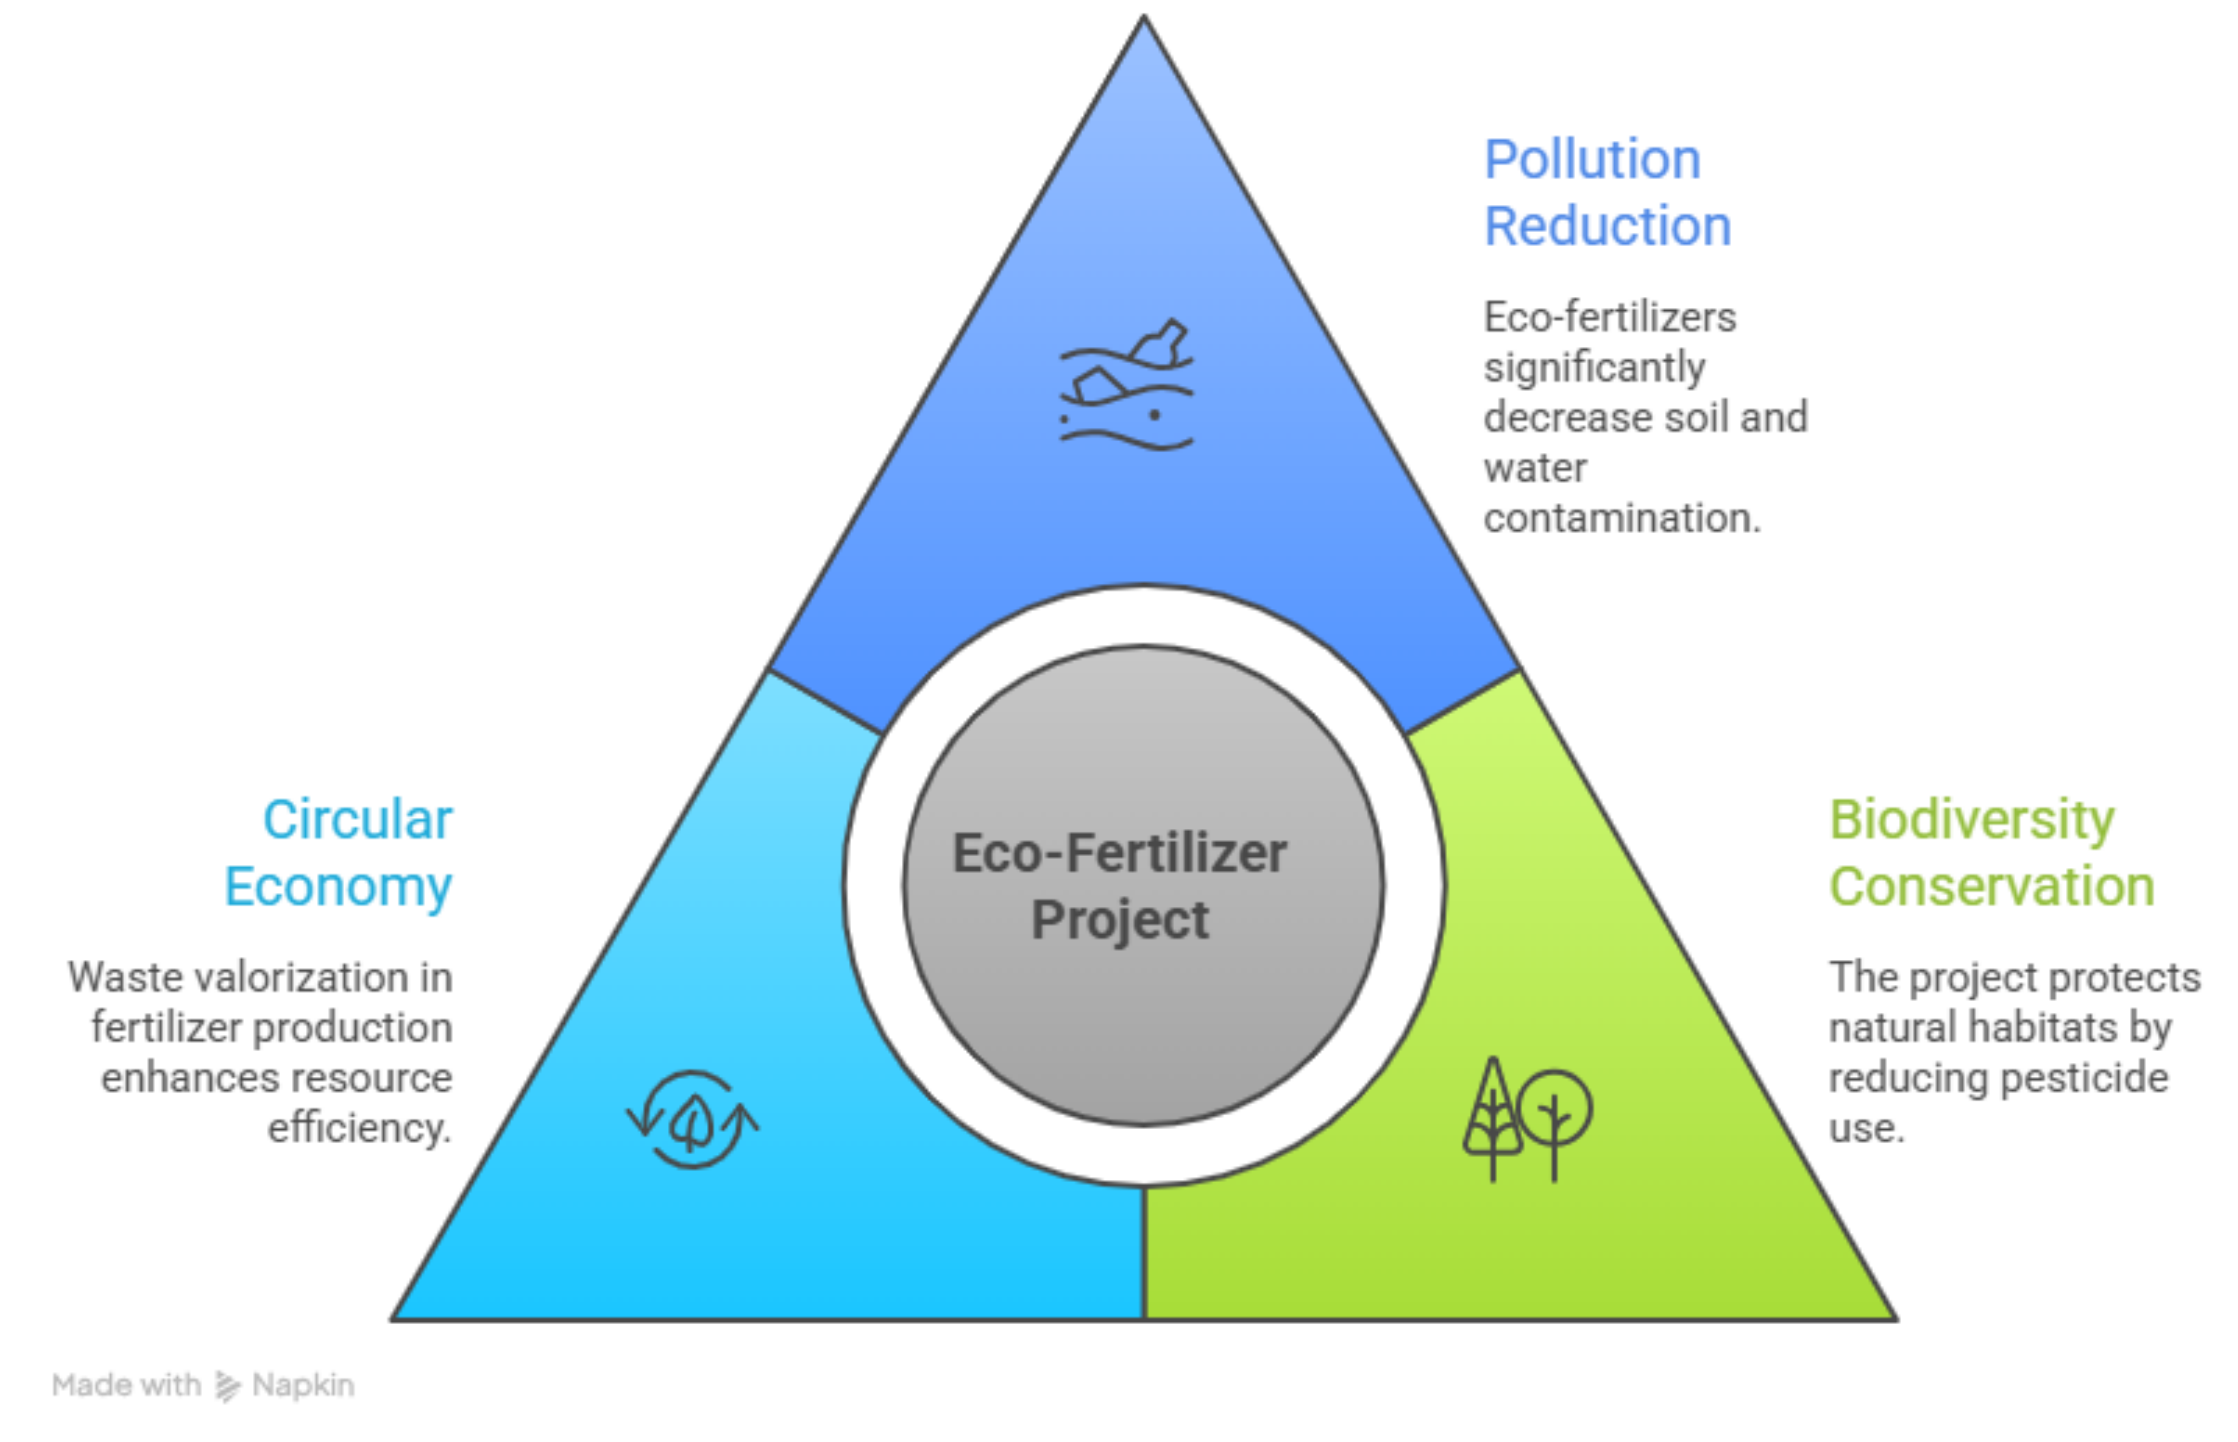 Pollution
Reduction
Eco-fertilizers
significantly
decrease soil and
water
contamination.
Eco-Fertilizer
Project
Circular
Economy
Waste valorization in
fertilizer production
enhances resource
efficiency.
Biodiversity
Conservation
The project protects
natural habitats by
reducing pesticide
use.
Made with Napkin